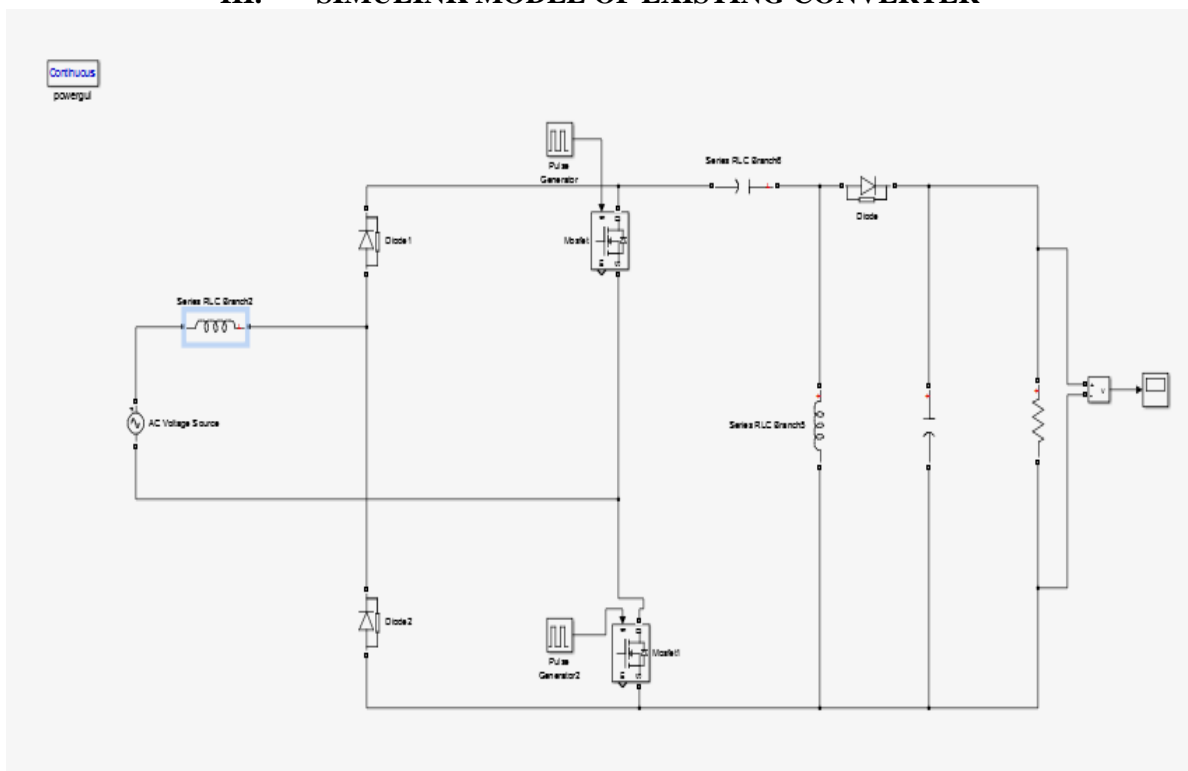 III. SIMULINK MODEL OF EXISTING CONVERTER
Continuous
powergui
Pulse
Generator
Series RLC Branch6
Diode
Mosfet
Diode1
Series RLC Branch2
AC Voltage Source
Series RLC Branch5
v
Diode2
Pulse
Generator2
Mosfet1